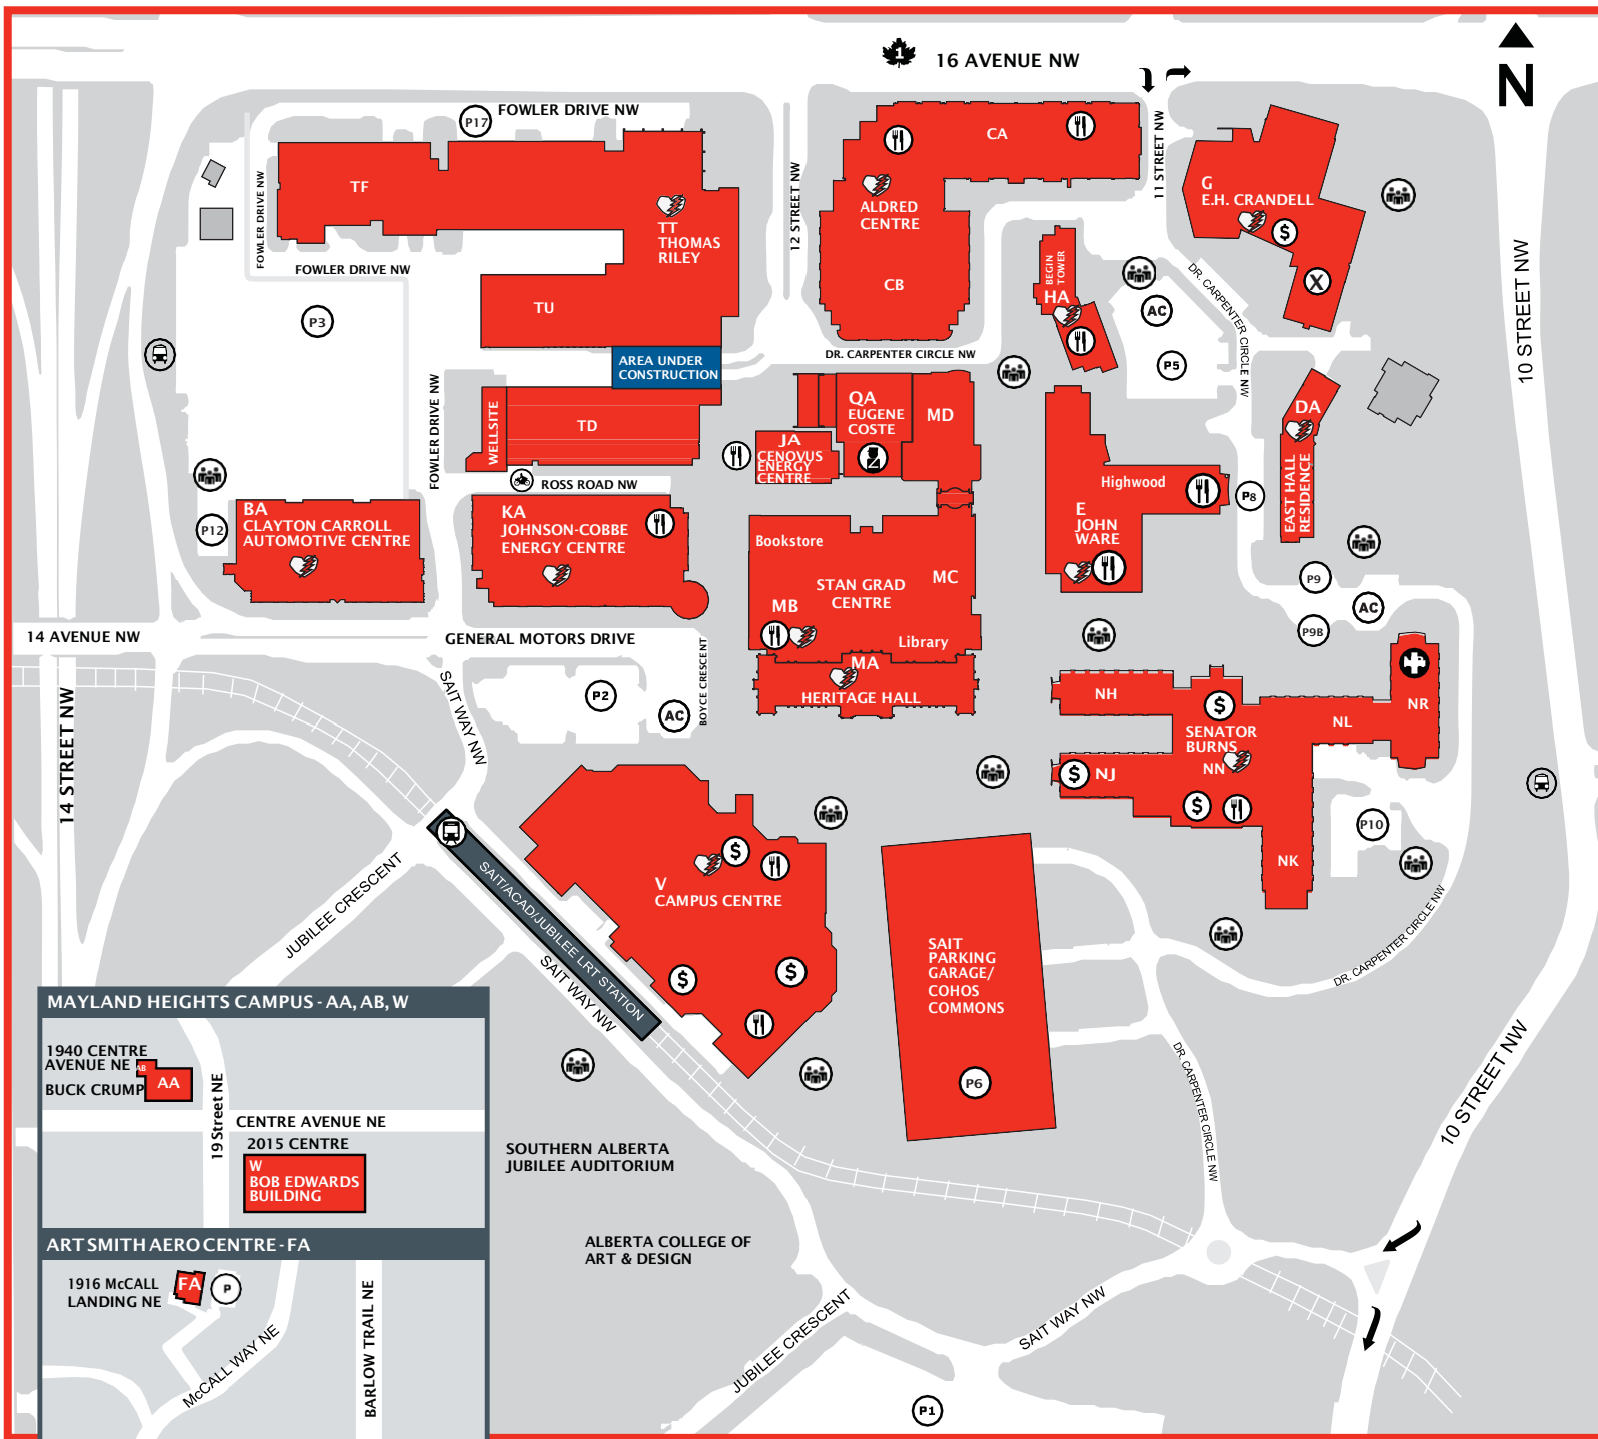 1
16 AVENUE NW
N
P17
FOWLER DRIVE NW
CA
11 STREET NW
TF
G
E.H. CRANDELL
$
X
FOWLER DRIVE NW
TT
THOMAS
RILEY
12 STREET NW
ALDRED
CENTRE
CB
FOWLER DRIVE NW
BEGIN
TOWER
HA
AC
P5
DR. CARPENTER CIRCLE NW
10 STREET NW
P3
TU
AREA UNDER
CONSTRUCTION
DR. CARPENTER CIRCLE NW
FOWLER DRIVE NW
WELLSITE
TD
QA
EUGENE
COSTE
MD
JA
CENOVUS
ENERGY
CENTRE
DA
EAST HALL
RESIDENCE
Highwood
P8
E
JOHN
WARE
ROSS ROAD NW
P12
BA
CLAYTON CARROLL
AUTOMOTIVE CENTRE
KA
JOHNSON-COBBE
ENERGY CENTRE
Bookstore
MC
STAN GRAD
CENTRE
MB
Library
MA
HERITAGE HALL
P9
AC
P9B
14 AVENUE NW
GENERAL MOTORS DRIVE
BOYCE CRESCENT
P2
AC
SAIT WAY NW
14 STREET NW
NH
$
SENATOR
BURNS
NN
NJ
$
$
NL
NR
NK
P10
DR. CARPENTER CIRCLE NW
JUBILEE CRESCENT
SAIT/ACAD/JUBILEE LRT STATION
SAIT WAY NW
$
V
CAMPUS CENTRE
$
$
SAIT
PARKING
GARAGE/
COHOS
COMMONS
P6
DR. CARPENTER CIRCLE NW
10 STREET NW
MAYLAND HEIGHTS CAMPUS - AA, AB, W
1940 CENTRE
AVENUE NE
AB
AA
BUCK CRUMP
19 Street NE
CENTRE AVENUE NE
2015 CENTRE
W
BOB EDWARDS
BUILDING
SOUTHERN ALBERTA
JUBILEE AUDITORIUM
ALBERTA COLLEGE OF
ART & DESIGN
ART SMITH AERO CENTRE - FA
1916 McCALL
LANDING NE
FA
P
McCALL WAY NE
BARLOW TRAIL NE
JUBILEE CRESCENT
SAIT WAY NW
P1